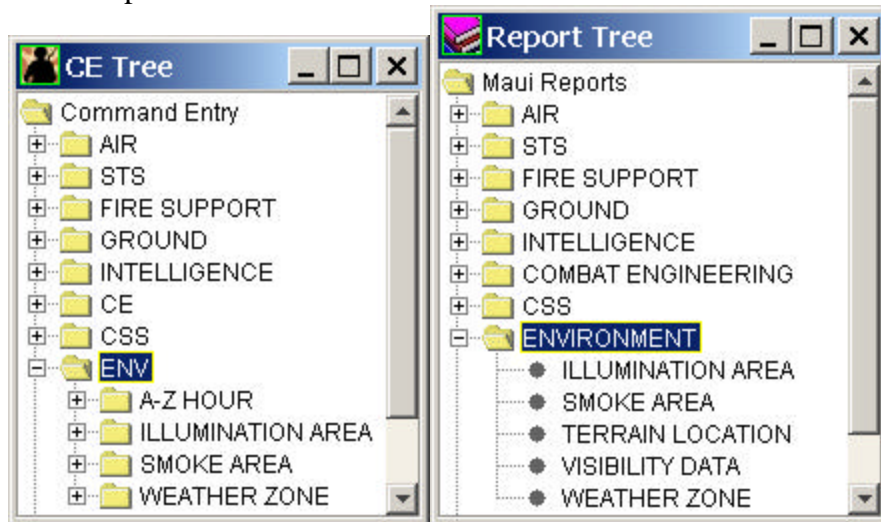 CE Tree
Command Entry
AIR
STS
FIRE SUPPORT
GROUND
INTELLIGENCE
CE
CSS
ENV
A-Z HOUR
ILLUMINATION AREA
SMOKE AREA
WEATHER ZONE
Report Tree
Maui Reports
AIR
STS
FIRE SUPPORT
GROUND
INTELLIGENCE
COMBAT ENGINEERING
CSS
ENVIRONMENT
ILLUMINATION AREA
SMOKE AREA
TERRAIN LOCATION
VISIBILITY DATA
WEATHER ZONE